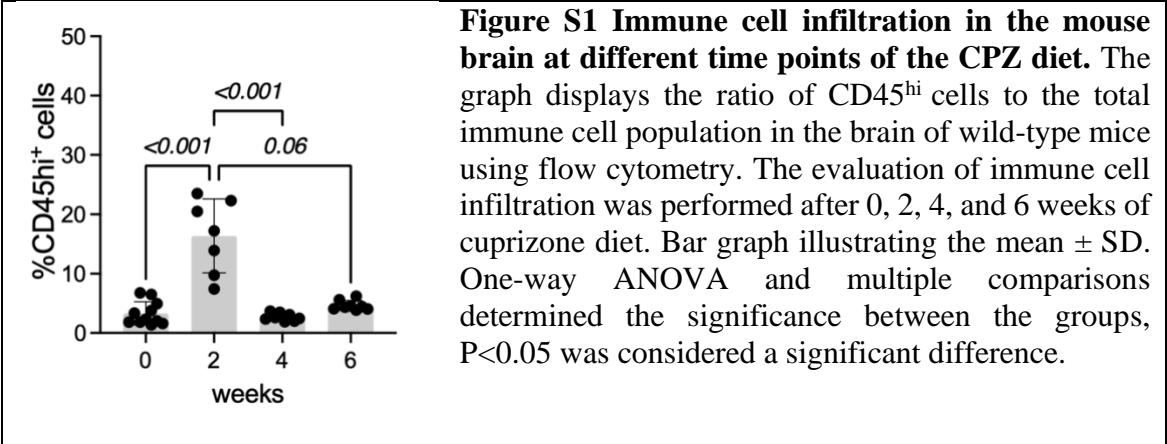 50
40
30
20
10
0
%CD45hi⁺ cells
<0.001
<0.001
0.06
0
2
4
6
weeks
Figure S1 Immune cell infiltration in the mouse
brain at different time points of the CPZ diet. The
graph displays the ratio of CD45ʰⁱ cells to the total
immune cell population in the brain of wild-type mice
using flow cytometry. The evaluation of immune cell
infiltration was performed after 0, 2, 4, and 6 weeks of
cuprizone diet. Bar graph illustrating the mean ± SD.
One-way ANOVA and multiple comparisons
determined the significance between the groups,
P<0.05 was considered a significant difference.